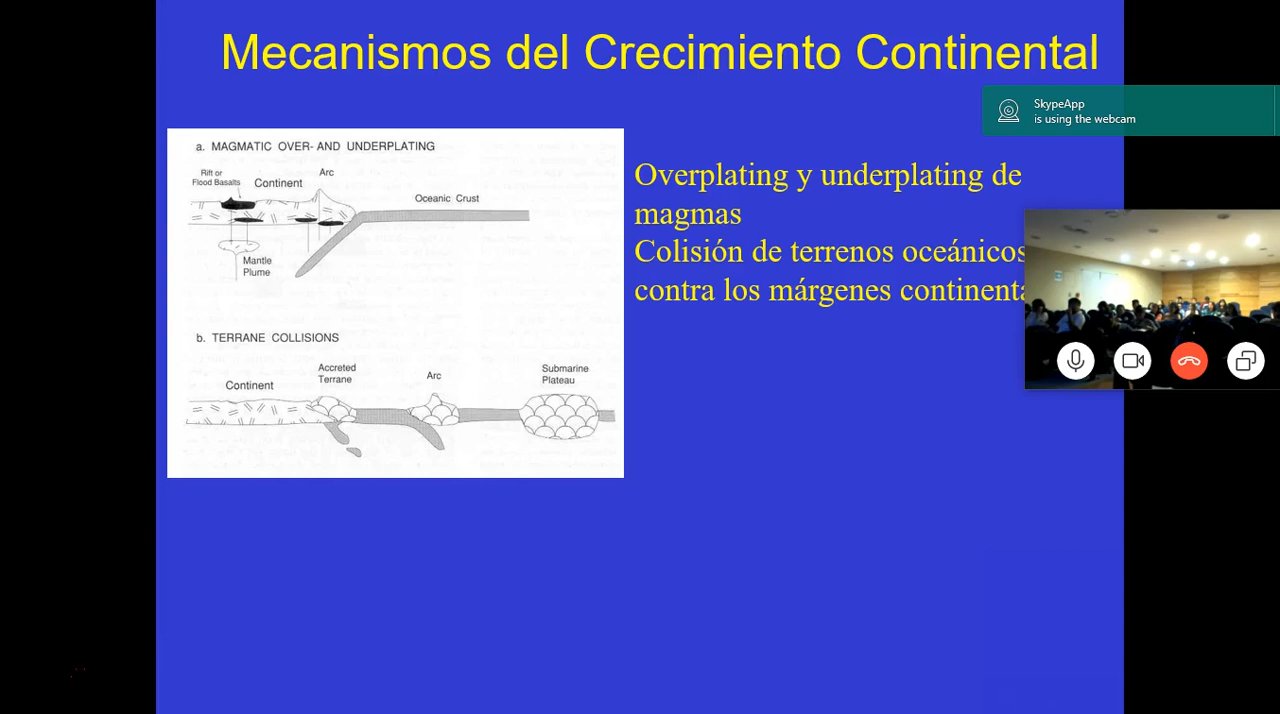 Mecanismos del Crecimiento Continental
SkypeApp
is using the webcam
a. MAGMATIC OVER- AND UNDERPLATING
Rift or
Flood Basalts
Continent
Arc
Oceanic Crust
Mantle
Plume
b. TERRANE COLLISIONS
Continent
Accreted
Terrane
Arc
Submarine
Plateau
Overplating y underplating de
magmas
Colisión de terrenos oceánicos
contra los márgenes continenta